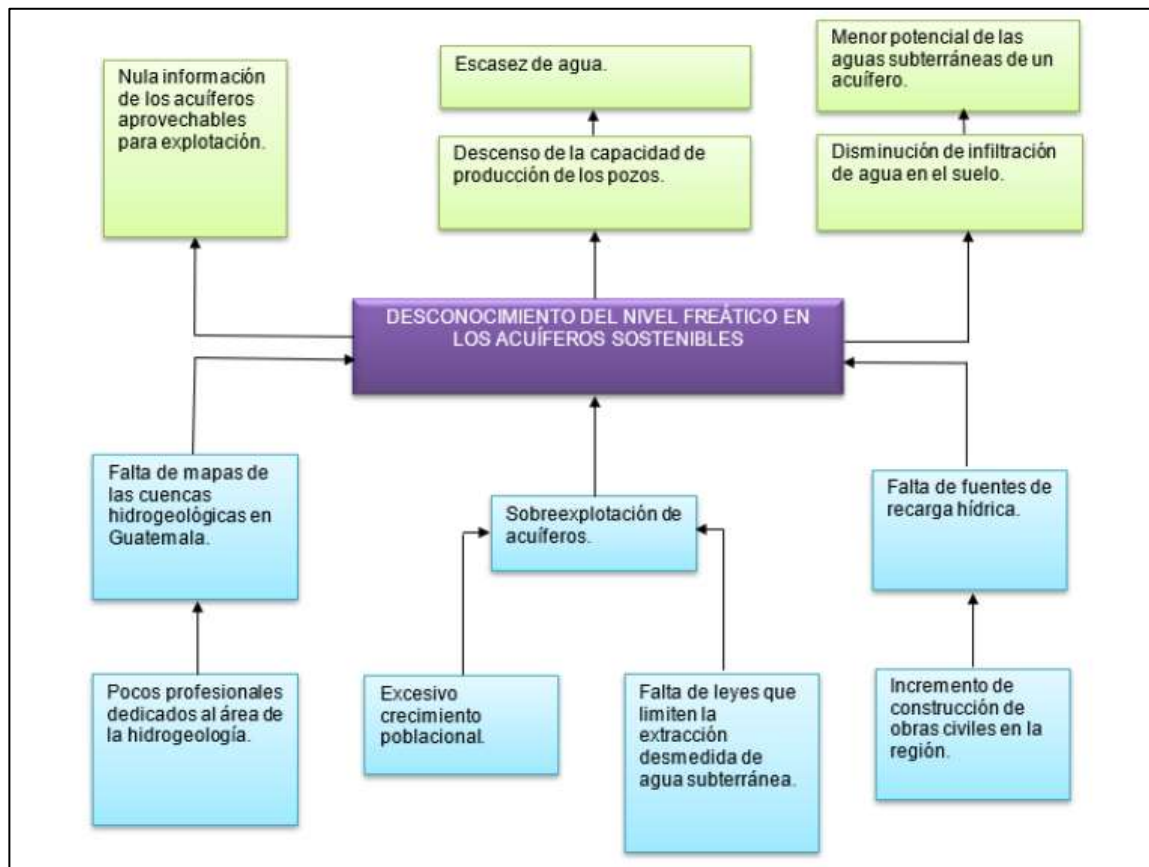 Nula información
de los acuíferos
aprovechables
para explotación.
Escasez de agua.
Menor potencial de las
aguas subterráneas de un
acuífero.
Descenso de la capacidad de
producción de los pozos.
Disminución de infiltración
de agua en el suelo.
DESCONOCIMIENTO DEL NIVEL FREÁTICO EN
LOS ACUÍFEROS SOSTENIBLES
Falta de mapas de
las cuencas
hidrogeológicas en
Guatemala.
Sobreexplotación de
acuíferos.
Falta de fuentes de
recarga hídrica.
Pocos profesionales
dedicados al área de
la hidrogeología.
Excesivo
crecimiento
poblacional.
Falta de leyes que
limiten la
extracción
desmedida de
agua subterránea.
Incremento de
construcción de
obras civiles en la
región.